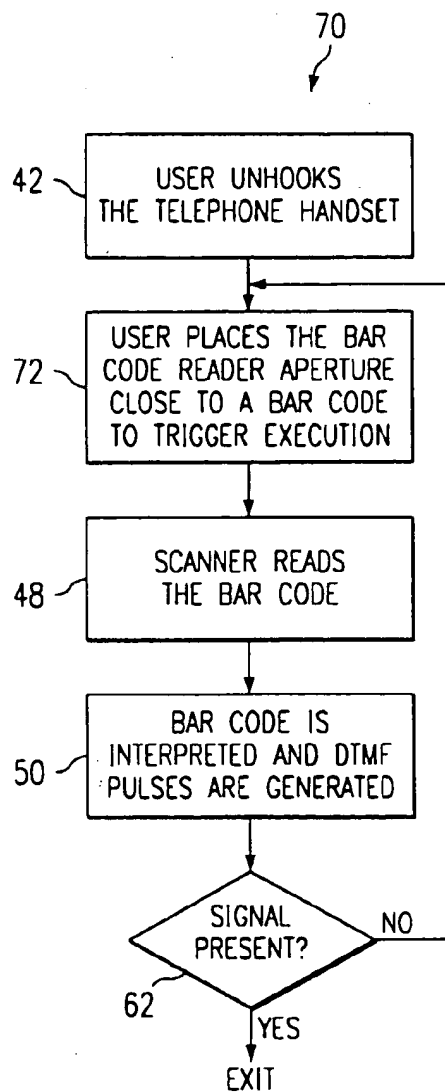 70
42
USER UNHOOKS
THE TELEPHONE HANDSET
72
USER PLACES THE BAR
CODE READER APERTURE
CLOSE TO A BAR CODE
TO TRIGGER EXECUTION
48
SCANNER READS
THE BAR CODE
50
BAR CODE IS
INTERPRETED AND DTMF
PULSES ARE GENERATED
SIGNAL
PRESENT?
NO
62
YES
EXIT